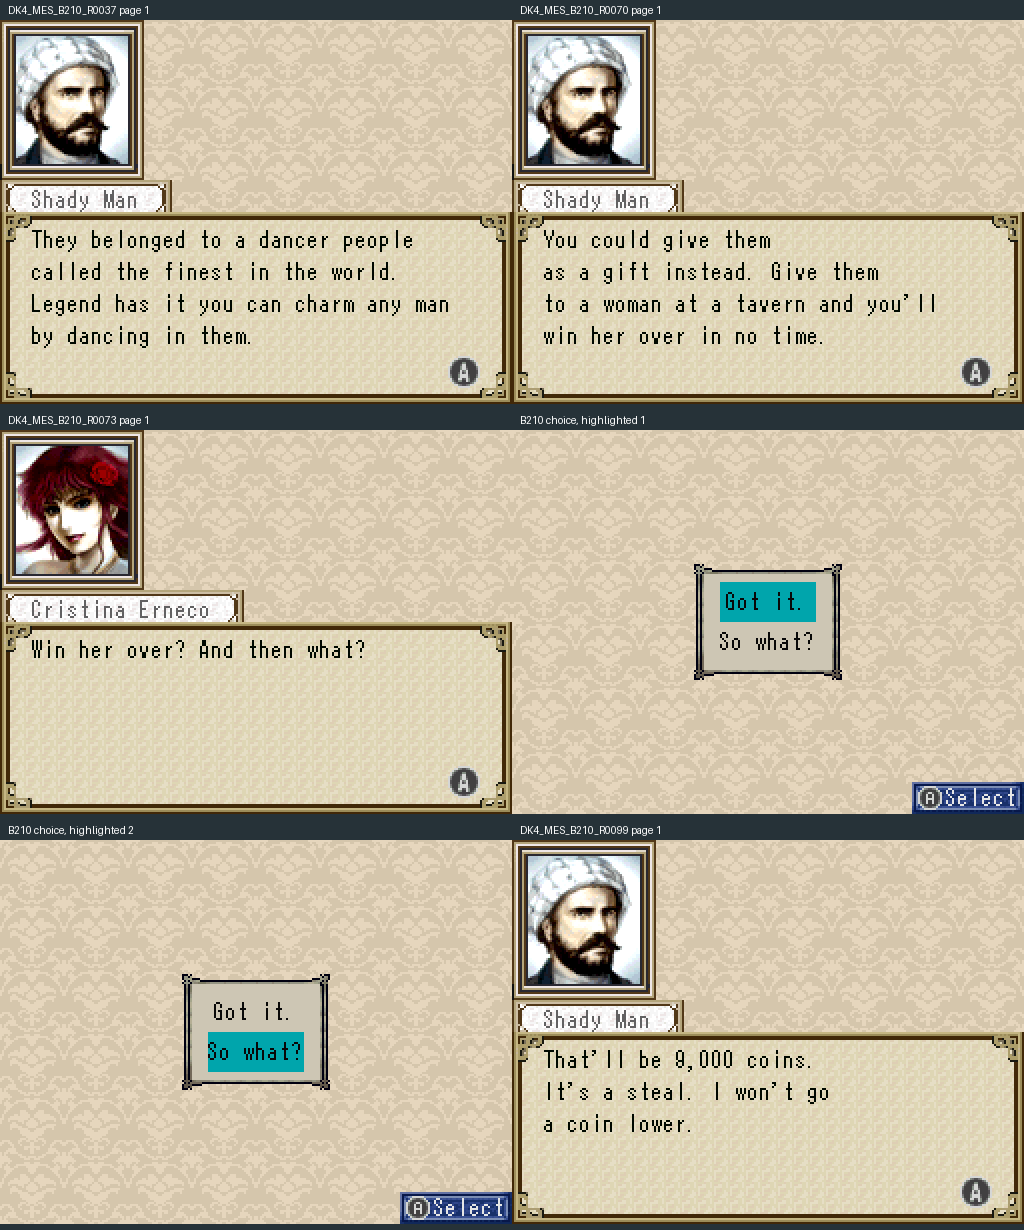 DK4_MES_B210_R0037 page 1
Shady Man
They belonged to a dancer people
called the finest in the world.
Legend has it you can charm any man
by dancing in them.
A
DK4_MES_B210_R0070 page 1
Shady Man
You could give them
as a gift instead. Give them
to a woman at a tavern and you'll
win her over in no time.
A
DK4_MES_B210_R0073 page 1
Cristina Erneco
Win her over? And then what?
A
B210 choice, highlighted 1
Got it.
So what?
A Select
B210 choice, highlighted 2
Got it.
So what?
A Select
DK4_MES_B210_R0099 page 1
Shady Man
That'll be 9,000 coins.
It's a steal. I won't go
a coin lower.
A